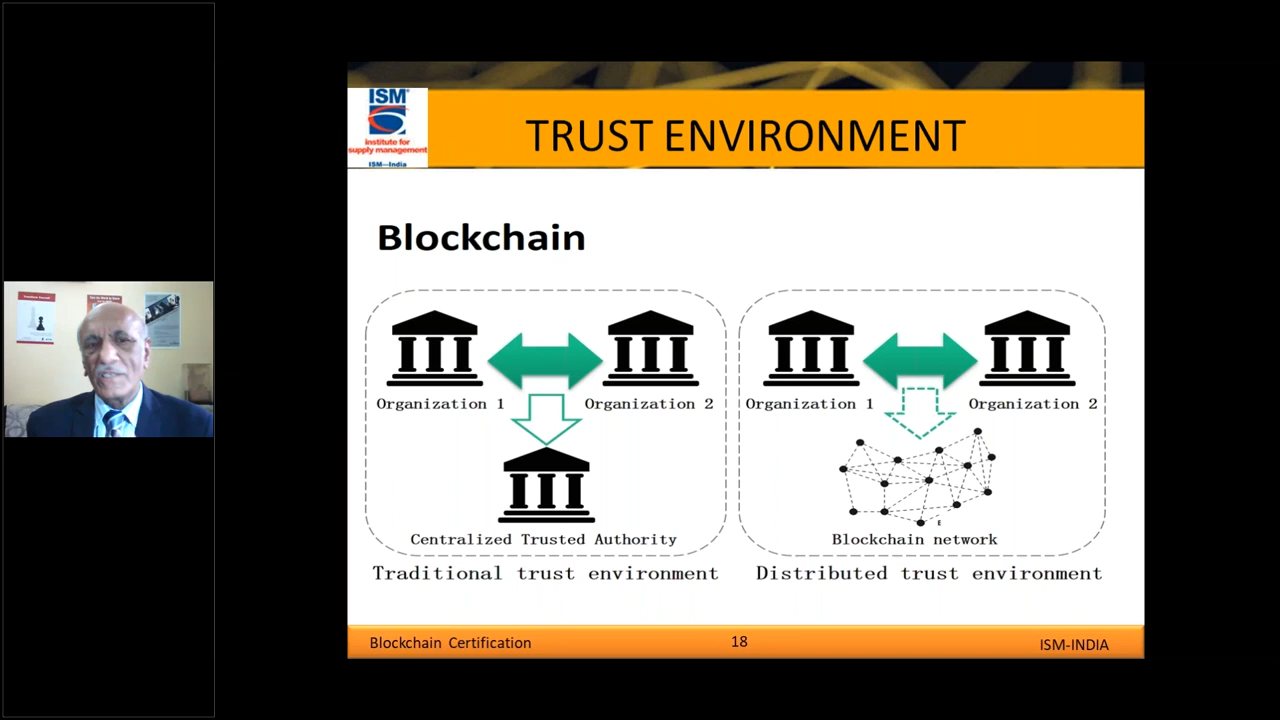 ISM®
institute for
supply management
ISM—India
TRUST ENVIRONMENT
Blockchain
Organization 1
Organization 2
Centralized Trusted Authority
Traditional trust environment
Organization 1
Organization 2
E
Blockchain network
Distributed trust environment
Blockchain Certification
18
ISM-INDIA